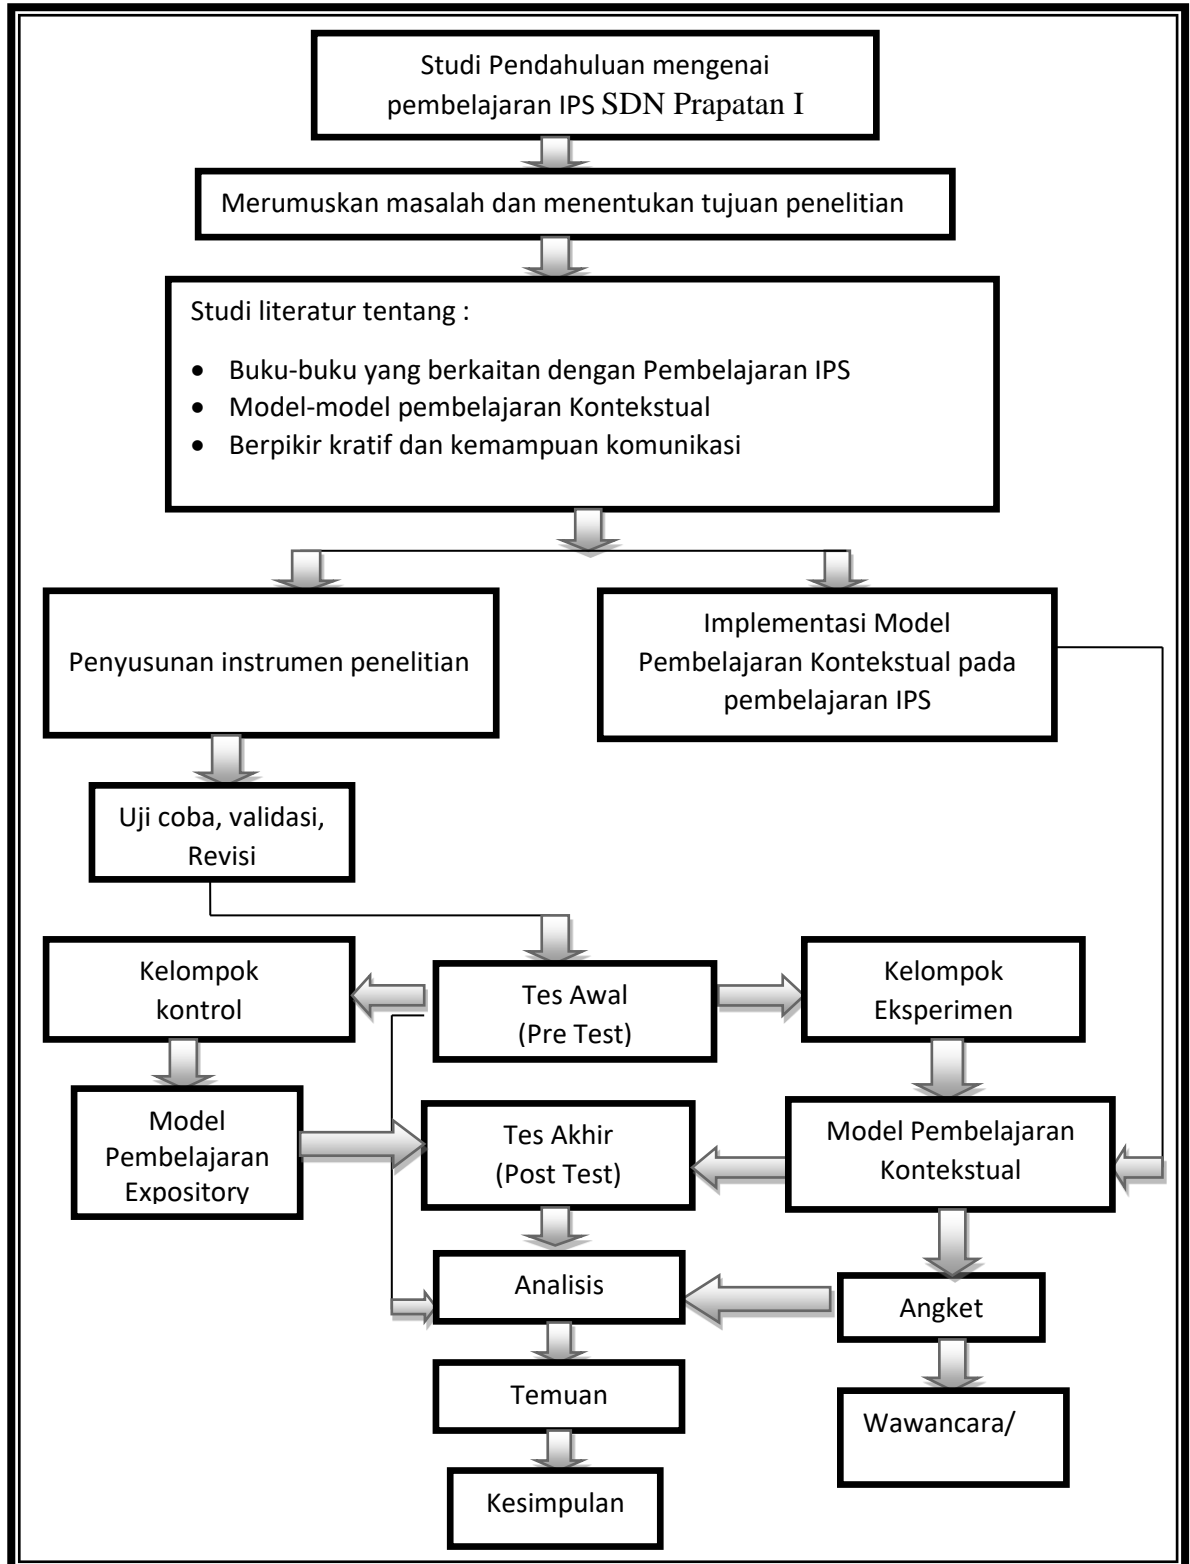 Studi Pendahuluan mengenai
pembelajaran IPS SDN Prapatan I
Merumuskan masalah dan menentukan tujuan penelitian
Studi literatur tentang :
• Buku-buku yang berkaitan dengan Pembelajaran IPS
• Model-model pembelajaran Kontekstual
• Berpikir kratif dan kemampuan komunikasi
Penyusunan instrumen penelitian
Implementasi Model
Pembelajaran Kontekstual pada
pembelajaran IPS
Uji coba, validasi,
Revisi
Kelompok
kontrol
Tes Awal
(Pre Test)
Kelompok
Eksperimen
Model
Pembelajaran
Expository
Tes Akhir
(Post Test)
Model Pembelajaran
Kontekstual
Analisis
Angket
Temuan
Wawancara/
Kesimpulan